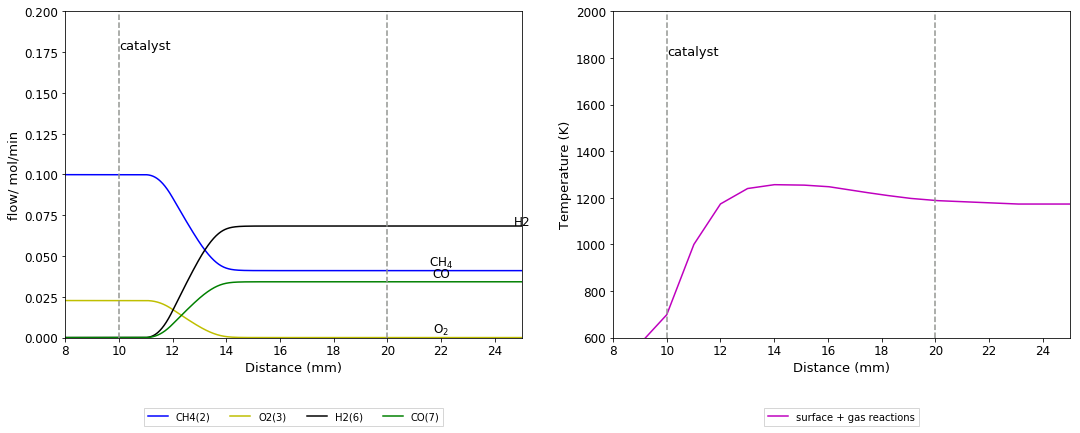 0.200
0.175
0.150
0.125
0.100
0.075
0.050
0.025
0.000
flow/ mol/min
catalyst
H2
CH₄
CO
O₂
8 10 12 14 16 18 20 22 24
Distance (mm)
CH4(2) O2(3) H2(6) CO(7)
2000
1800
1600
1400
1200
1000
800
600
Temperature (K)
catalyst
8 10 12 14 16 18 20 22 24
Distance (mm)
surface + gas reactions